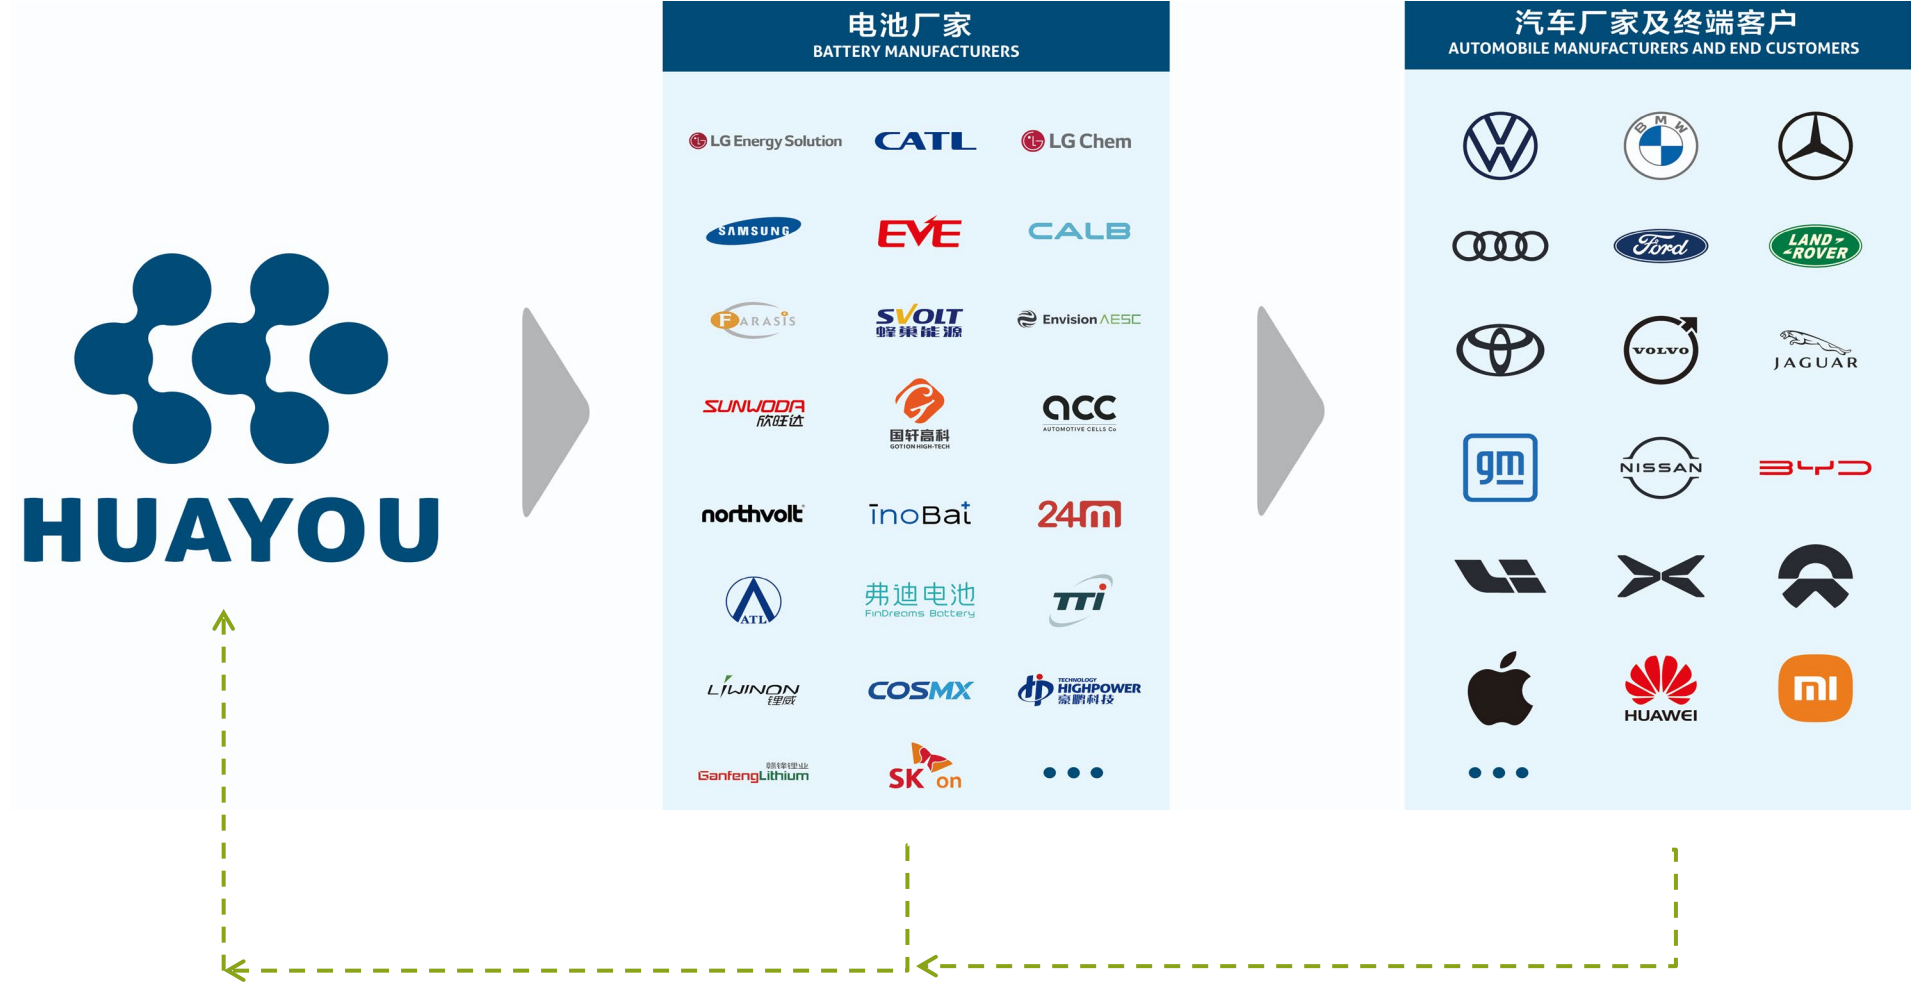 HUAYOU
电池厂家
BATTERY MANUFACTURERS
LG Energy Solution
CATL
LG Chem
SAMSUNG
EVE
CALB
FARASIS
SVOLT
蜂巢能源
Envision AESC
SUNWODA
欣旺达
国轩高科
GOTION HIGH-TECH
acc
AUTOMOTIVE CELLS Co
northvolt
inoBat
24m
ATL
弗迪电池
FinDreams Battery
TTi
LIWINON
锂威
COSMX
TECHNOLOGY
HIGHPOWER
豪鹏科技
赣锋锂业
GanfengLithium
SK on
汽车厂家及终端客户
AUTOMOBILE MANUFACTURERS AND END CUSTOMERS
BMW
Ford
LAND-
-ROVER
VOLVO
JAGUAR
gm
NISSAN
BYD
HUAWEI
mi